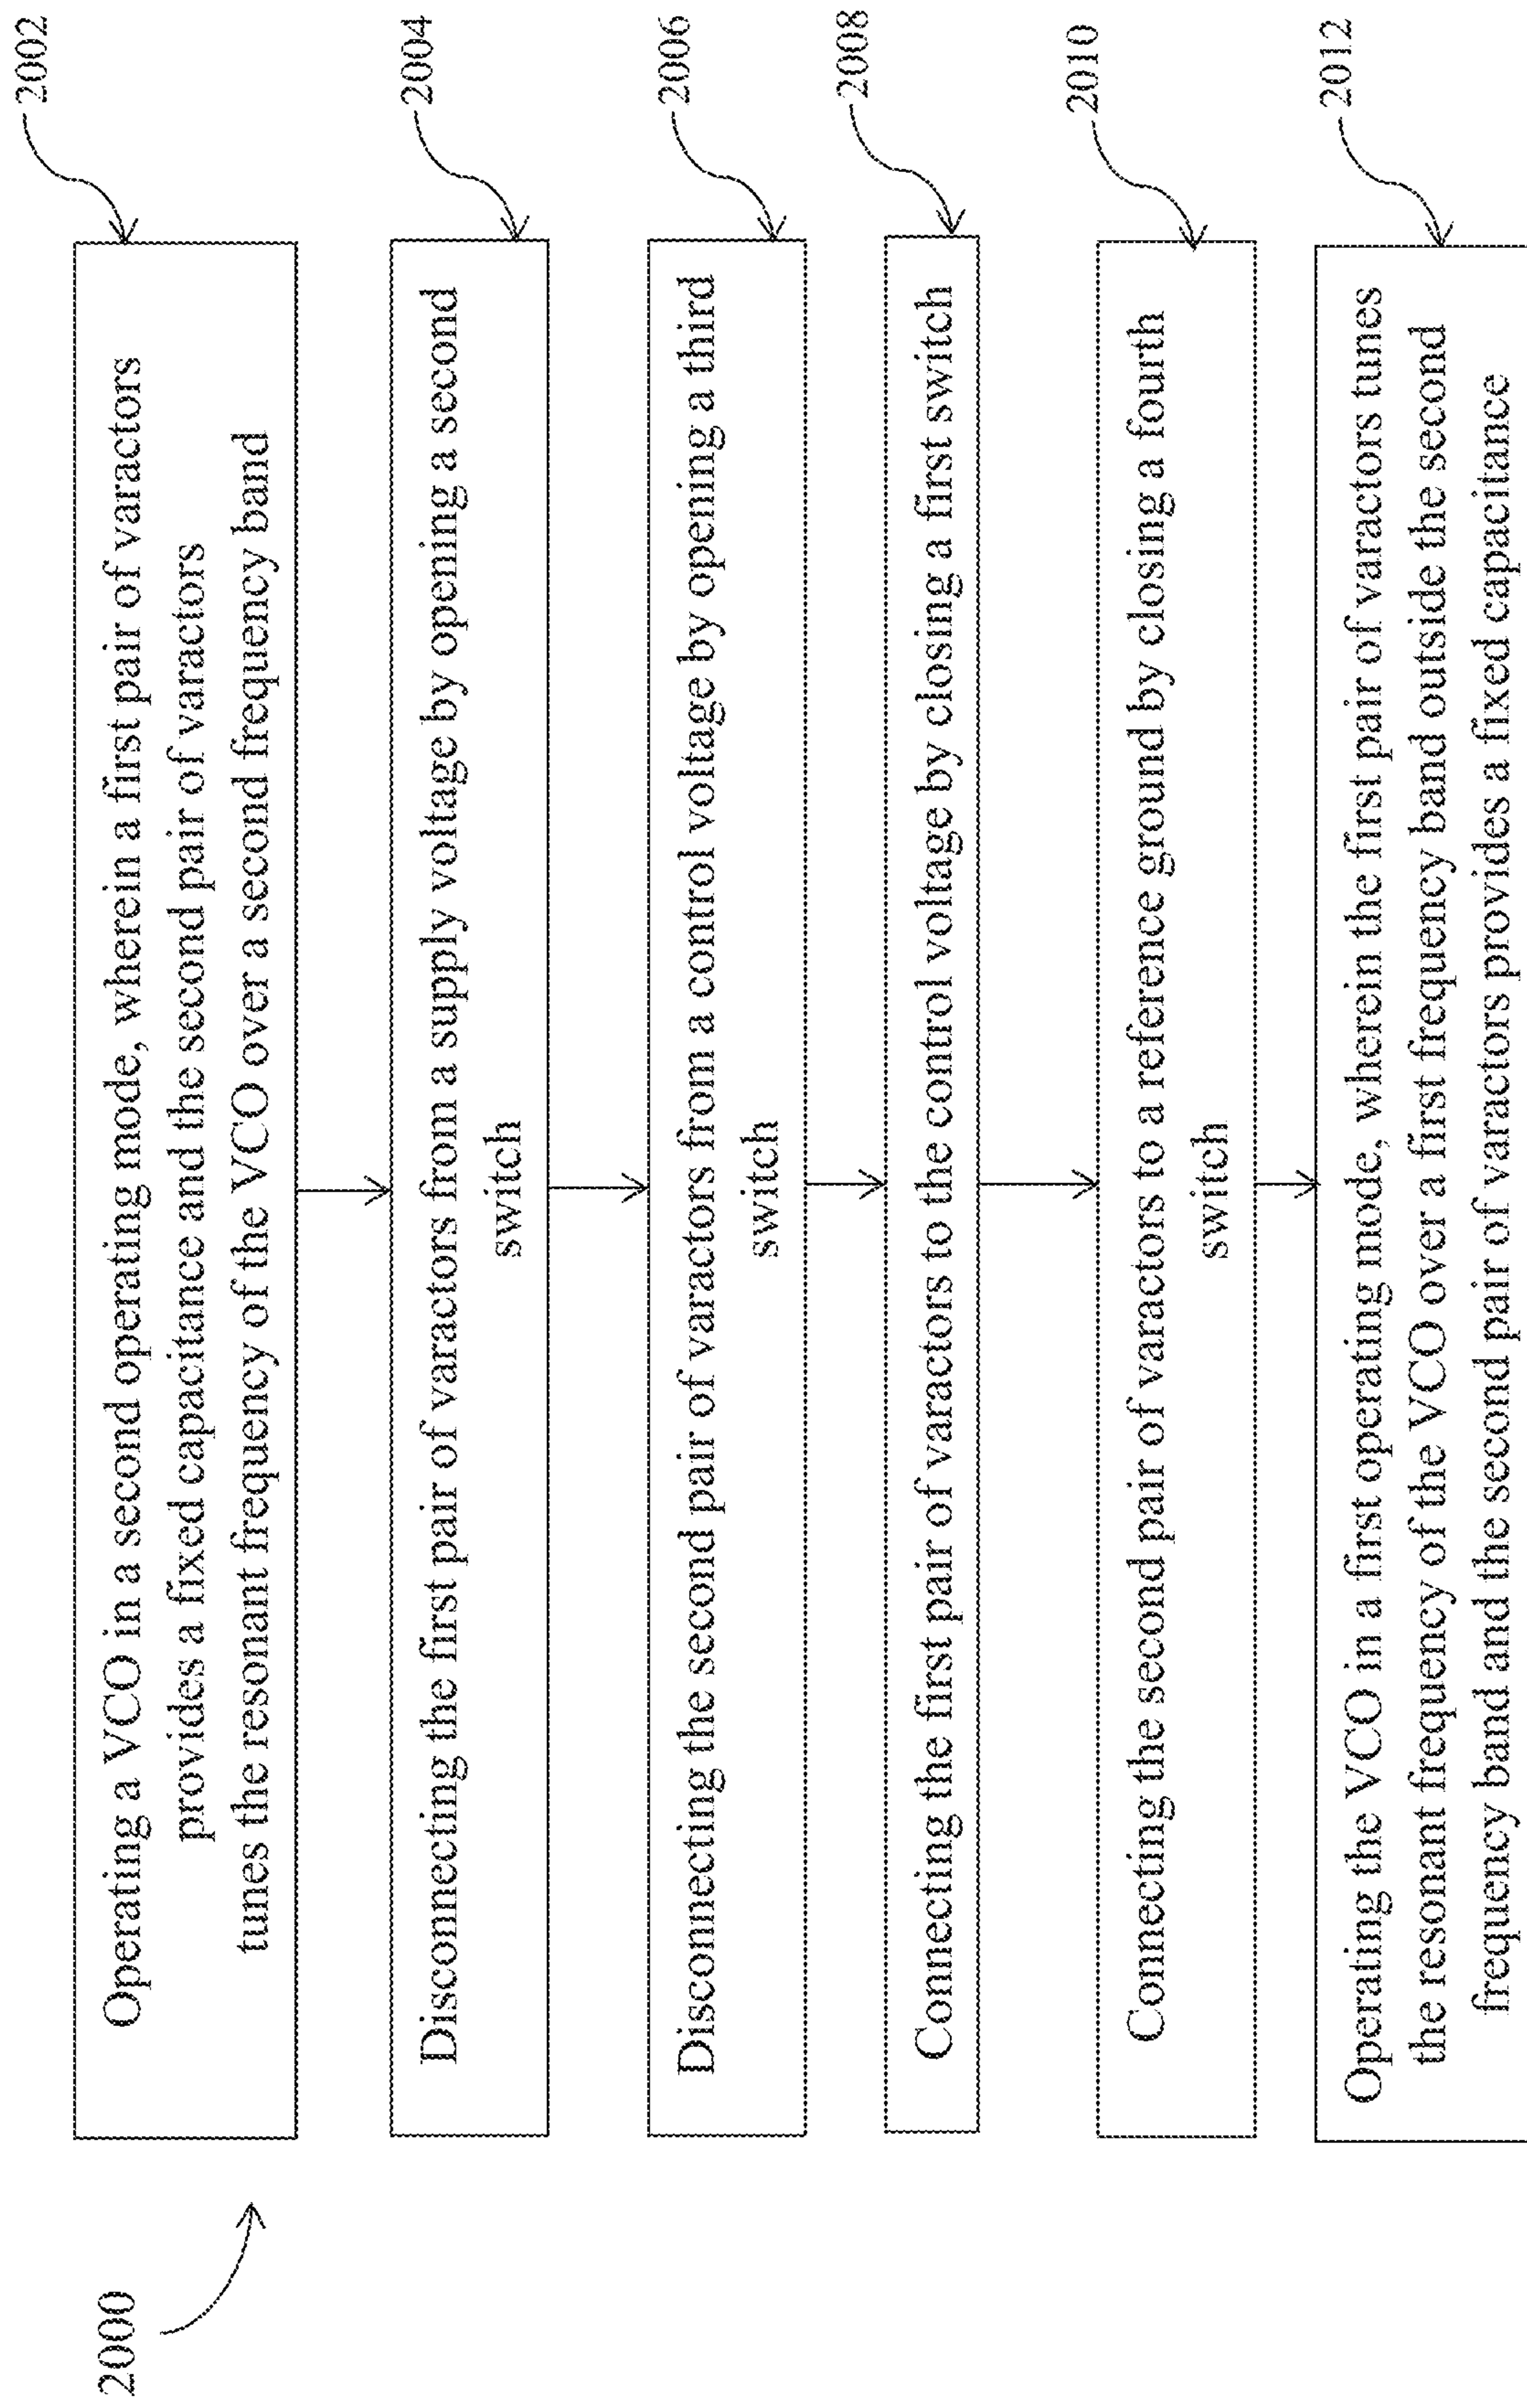 2000
Operating a VCO in a second operating mode, wherein a first pair of varactors
provides a fixed capacitance and the second pair of varactors
tunes the resonant frequency of the VCO over a second frequency band
2002
Disconnecting the first pair of varactors from a supply voltage by opening a second
switch
2004
Disconnecting the second pair of varactors from a control voltage by opening a third
switch
2006
Connecting the first pair of varactors to the control voltage by closing a first switch
2008
Connecting the second pair of varactors to a reference ground by closing a fourth
switch
2010
Operating the VCO in a first operating mode, wherein the first pair of varactors tunes
the resonant frequency of the VCO over a first frequency band outside the second
frequency band and the second pair of varactors provides a fixed capacitance
2012